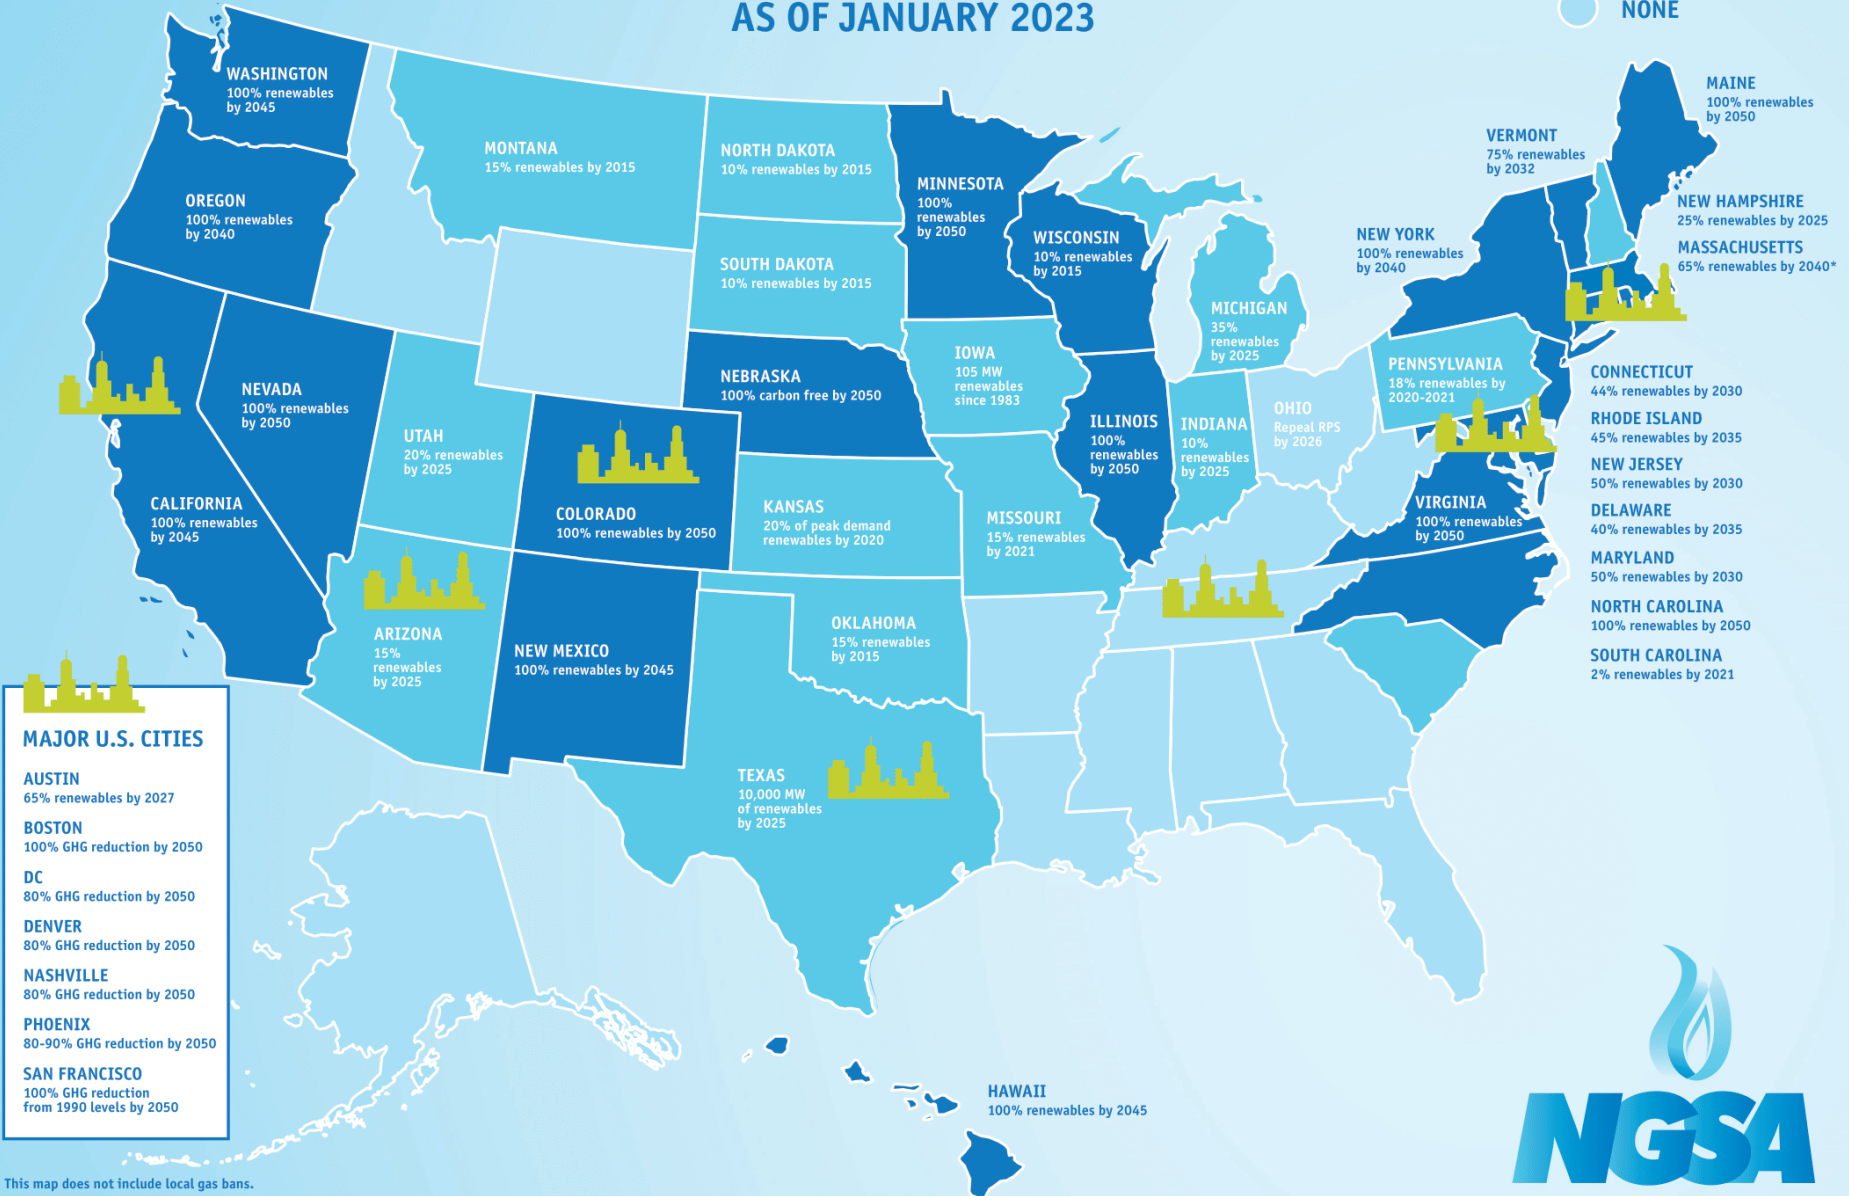 AS OF JANUARY 2023
NONE
WASHINGTON
100% renewables
by 2045
OREGON
100% renewables
by 2040
MONTANA
15% renewables by 2015
NORTH DAKOTA
10% renewables by 2015
MINNESOTA
100%
renewables
by 2050
WISCONSIN
10% renewables
by 2015
SOUTH DAKOTA
10% renewables by 2015
MICHIGAN
35%
renewables
by 2025
MAINE
100% renewables
by 2050
VERMONT
75% renewables
by 2032
NEW HAMPSHIRE
25% renewables by 2025
NEW YORK
100% renewables
by 2040
MASSACHUSETTS
65% renewables by 2040*
NEVADA
100% renewables
by 2050
UTAH
20% renewables
by 2025
NEBRASKA
100% carbon free by 2050
IOWA
105 MW
renewables
since 1983
ILLINOIS
100%
renewables
by 2050
INDIANA
10%
renewables
by 2025
OHIO
Repeal RPS
by 2026
PENNSYLVANIA
18% renewables by
2020-2021
CONNECTICUT
44% renewables by 2030
RHODE ISLAND
45% renewables by 2035
NEW JERSEY
50% renewables by 2030
DELAWARE
40% renewables by 2035
MARYLAND
50% renewables by 2030
NORTH CAROLINA
100% renewables by 2050
SOUTH CAROLINA
2% renewables by 2021
CALIFORNIA
100% renewables
by 2045
COLORADO
100% renewables by 2050
KANSAS
20% of peak demand
renewables by 2020
MISSOURI
15% renewables
by 2021
VIRGINIA
100% renewables
by 2050
ARIZONA
15%
renewables
by 2025
NEW MEXICO
100% renewables by 2045
OKLAHOMA
15% renewables
by 2015
TEXAS
10,000 MW
of renewables
by 2025
HAWAII
100% renewables by 2045
MAJOR U.S. CITIES
AUSTIN
65% renewables by 2027
BOSTON
100% GHG reduction by 2050
DC
80% GHG reduction by 2050
DENVER
80% GHG reduction by 2050
NASHVILLE
80% GHG reduction by 2050
PHOENIX
80-90% GHG reduction by 2050
SAN FRANCISCO
100% GHG reduction
from 1990 levels by 2050
This map does not include local gas bans.
NGSA